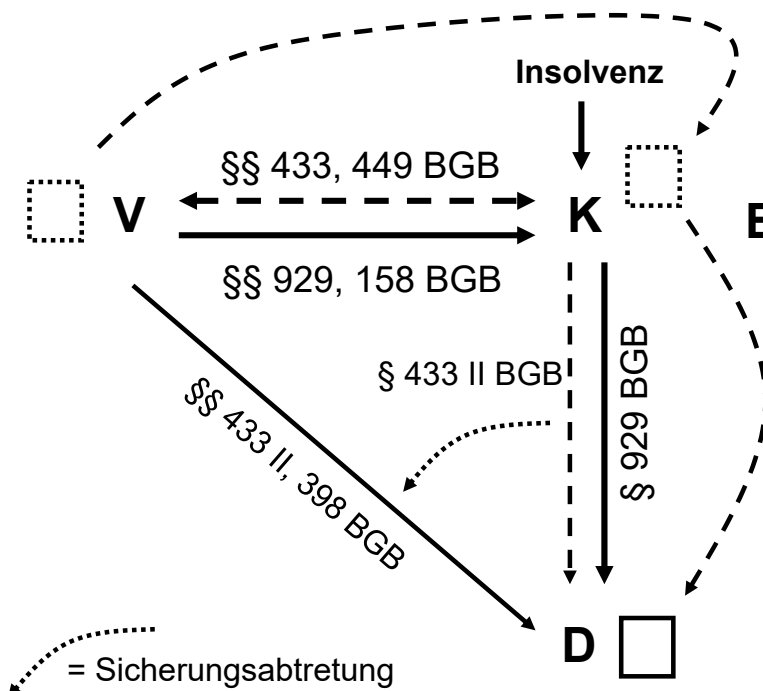 Insolvenz
§§ 433, 449 BGB
V
K
§§ 929, 158 BGB
§ 433 II BGB
§ 929 BGB
§§ 433 II, 398 BGB
D
= Sicherungsabtretung